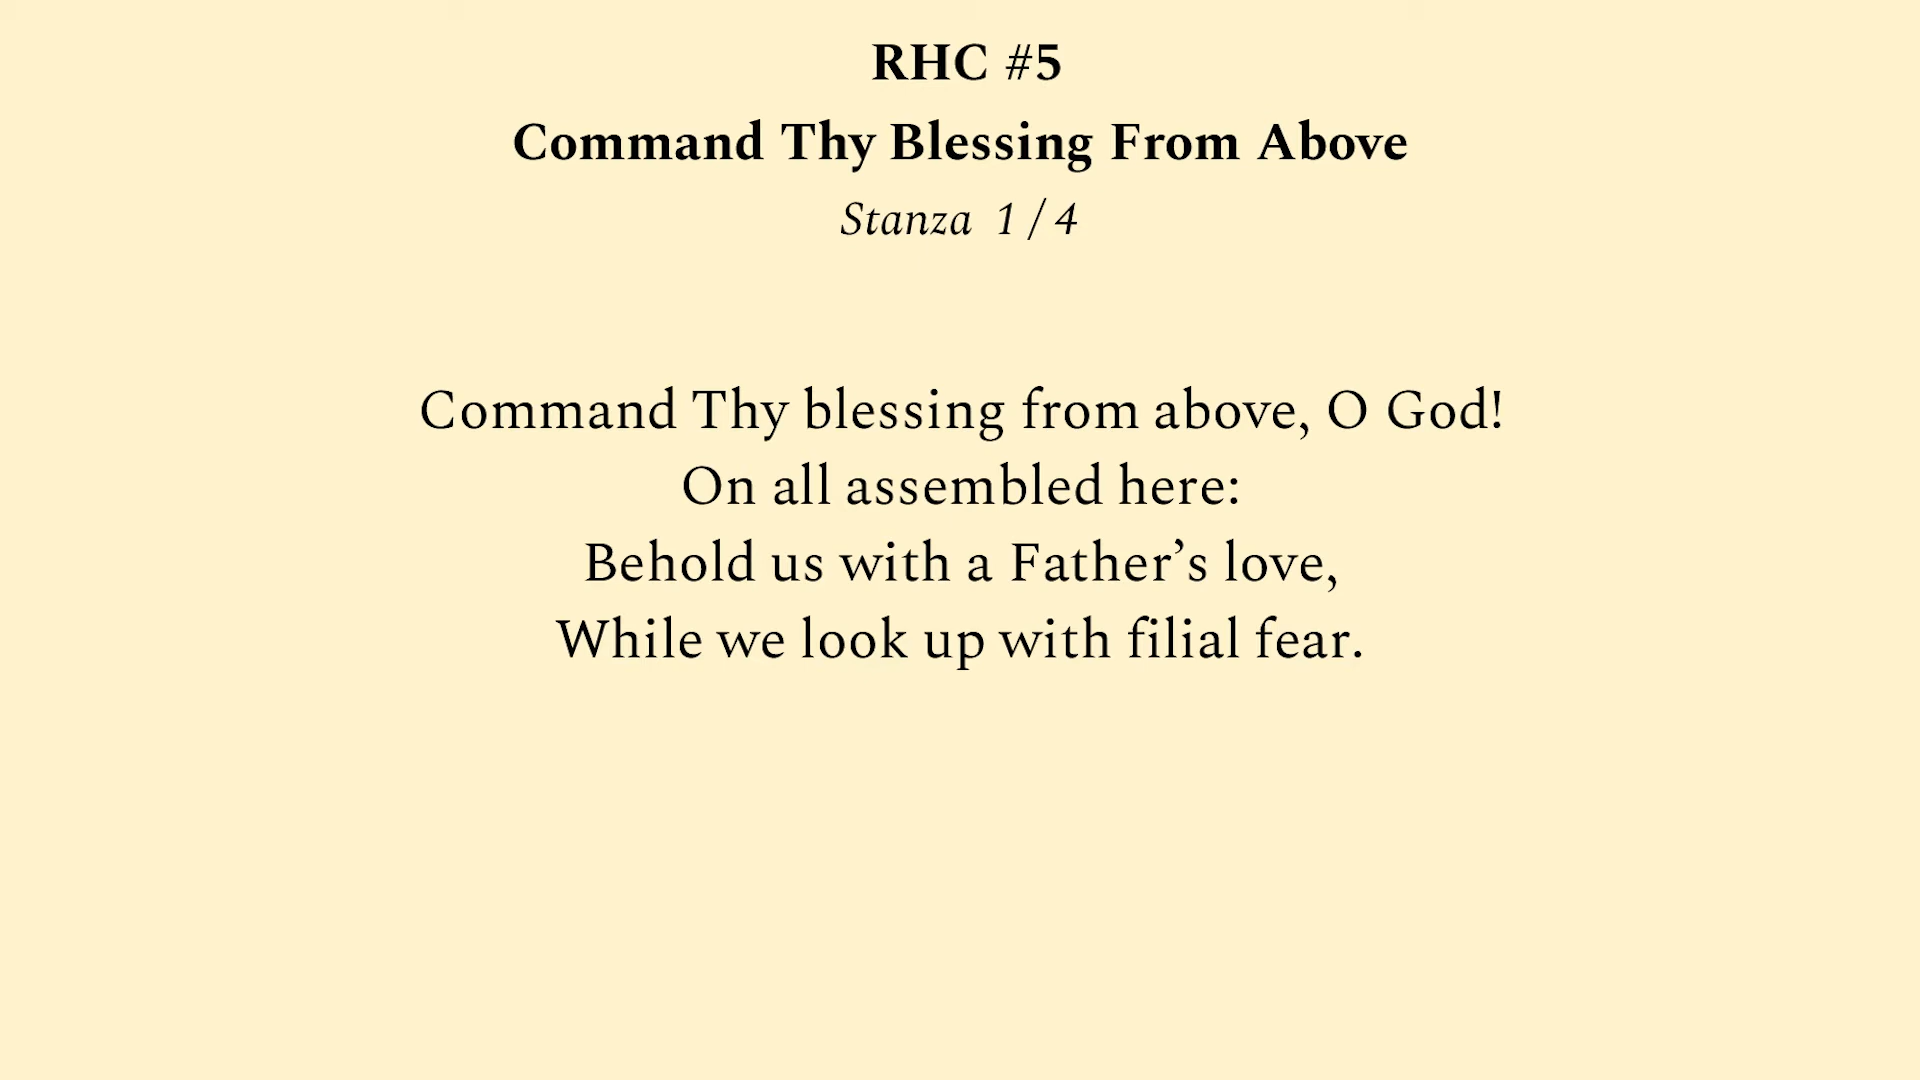 RHC #5
Command Thy Blessing From Above
Stanza 1 / 4
Command Thy blessing from above, O God!
On all assembled here:
Behold us with a Father’s love,
While we look up with filial fear.